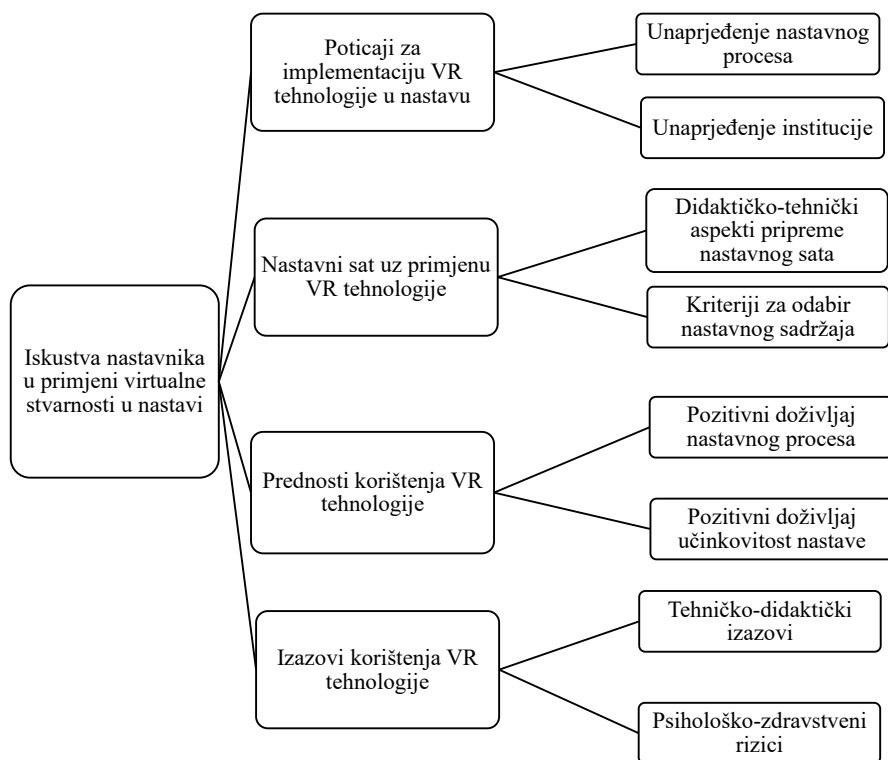 Iskustva nastavnika
u primjeni virtualne
stvarnosti u nastavi
Poticaji za
implementaciju VR
tehnologije u nastavu
Unaprjeđenje nastavnog
procesa
Unaprjeđenje institucije
Nastavni sat uz primjenu
VR tehnologije
Didaktičko-tehnički
aspekti pripreme
nastavnog sata
Kriteriji za odabir
nastavnog sadržaja
Prednosti korištenja VR
tehnologije
Pozitivni doživljaj
nastavnog procesa
Pozitivni doživljaj
učinkovitost nastave
Izazovi korištenja VR
tehnologije
Tehničko-didaktički
izazovi
Psihološko-zdravstveni
rizici